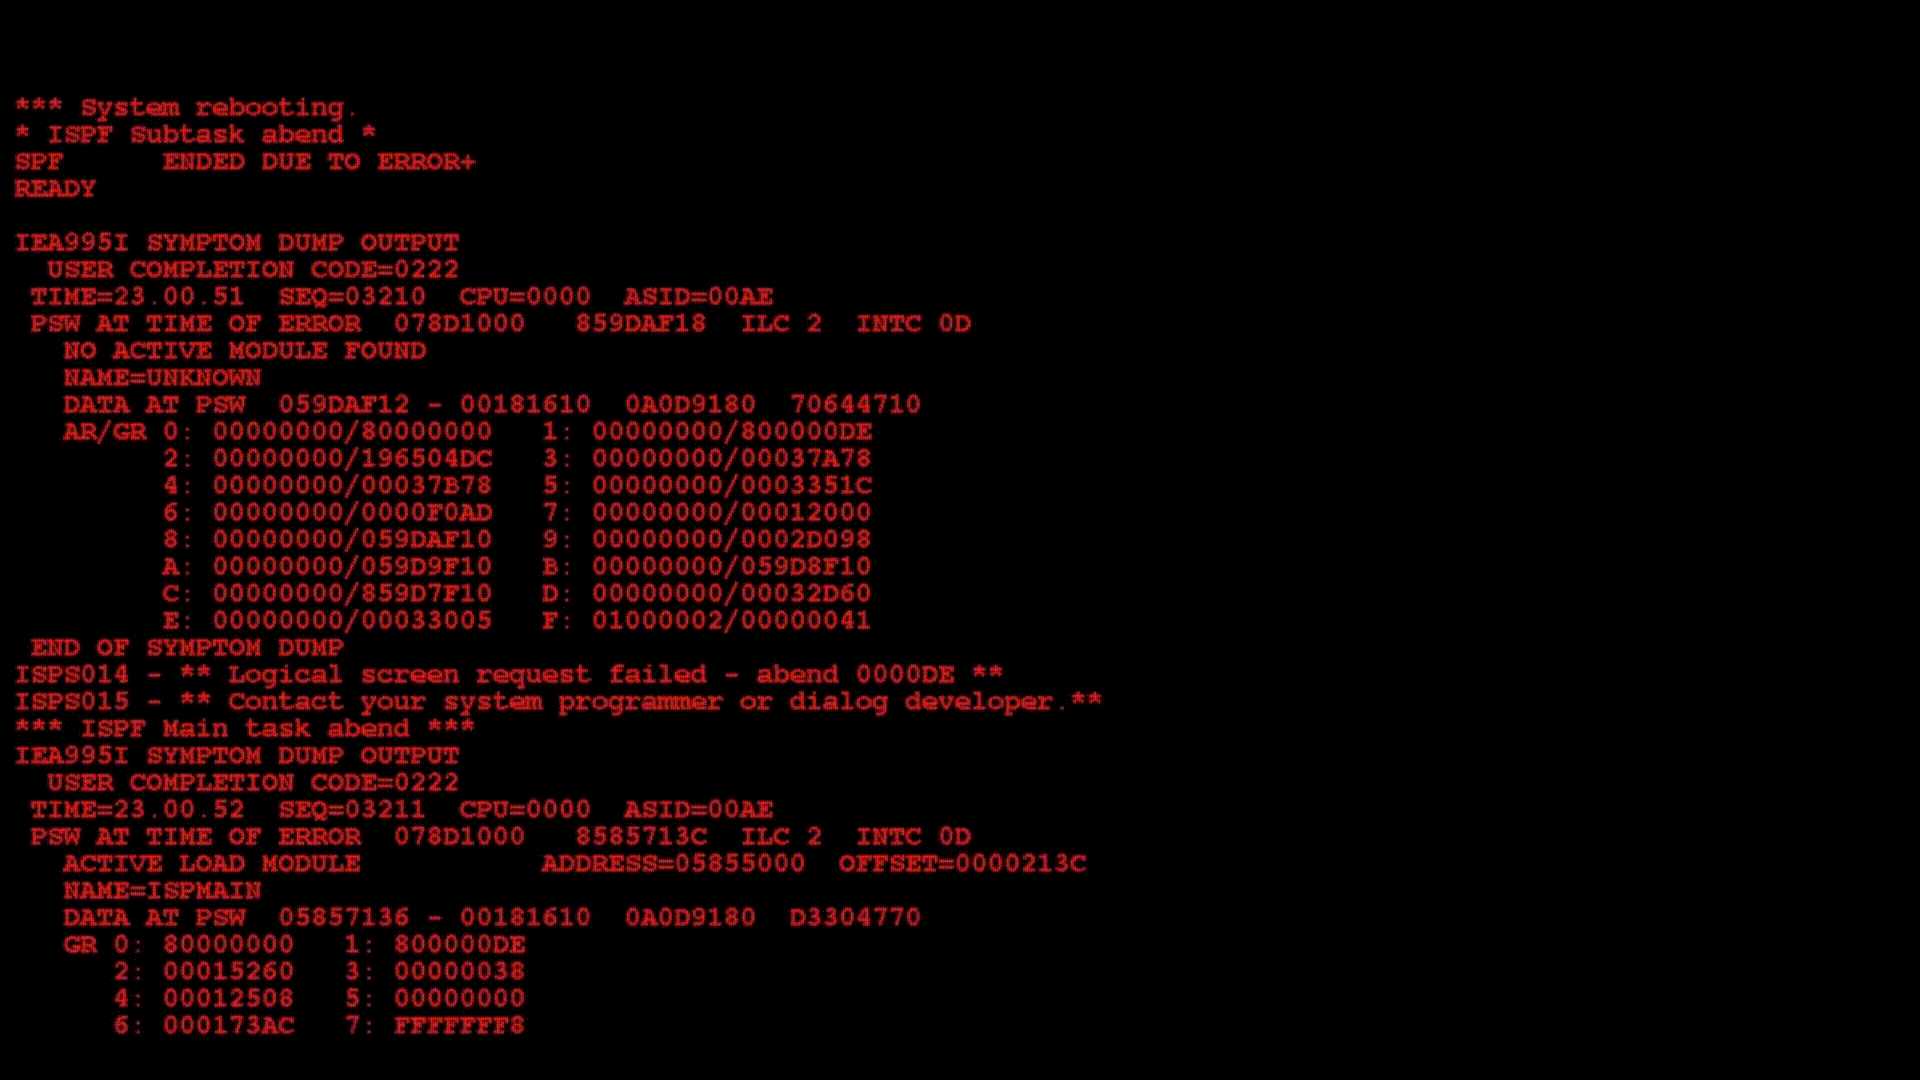 *** System rebooting.
* ISPF Subtask abend *
SPF      ENDED DUE TO ERROR+
READY
IEA995I SYMPTOM DUMP OUTPUT
  USER COMPLETION CODE=0222
 TIME=23.00.51  SEQ=03210  CPU=0000  ASID=00AE
 PSW AT TIME OF ERROR  078D1000   859DAF18  ILC 2  INTC 0D
   NO ACTIVE MODULE FOUND
   NAME=UNKNOWN
   DATA AT PSW  059DAF12 - 00181610  0A0D9180  70644710
   AR/GR 0: 00000000/80000000   1: 00000000/800000DE
         2: 00000000/196504DC   3: 00000000/00037A78
         4: 00000000/00037B78   5: 00000000/0003351C
         6: 00000000/0000F0AD   7: 00000000/00012000
         8: 00000000/059DAF10   9: 00000000/0002D098
         A: 00000000/059D9F10   B: 00000000/059D8F10
         C: 00000000/859D7F10   D: 00000000/00032D60
         E: 00000000/00033005   F: 01000002/00000041
 END OF SYMPTOM DUMP
ISPS014 - ** Logical screen request failed - abend 0000DE **
ISPS015 - ** Contact your system programmer or dialog developer.**
*** ISPF Main task abend ***
IEA995I SYMPTOM DUMP OUTPUT
  USER COMPLETION CODE=0222
 TIME=23.00.52  SEQ=03211  CPU=0000  ASID=00AE
 PSW AT TIME OF ERROR  078D1000   8585713C  ILC 2  INTC 0D
   ACTIVE LOAD MODULE           ADDRESS=05855000  OFFSET=0000213C
   NAME=ISPMAIN
   DATA AT PSW  05857136 - 00181610  0A0D9180  D3304770
   GR 0: 80000000   1: 800000DE
      2: 00015260   3: 00000038
      4: 00012508   5: 00000000
      6: 000173AC   7: FFFFFFF8